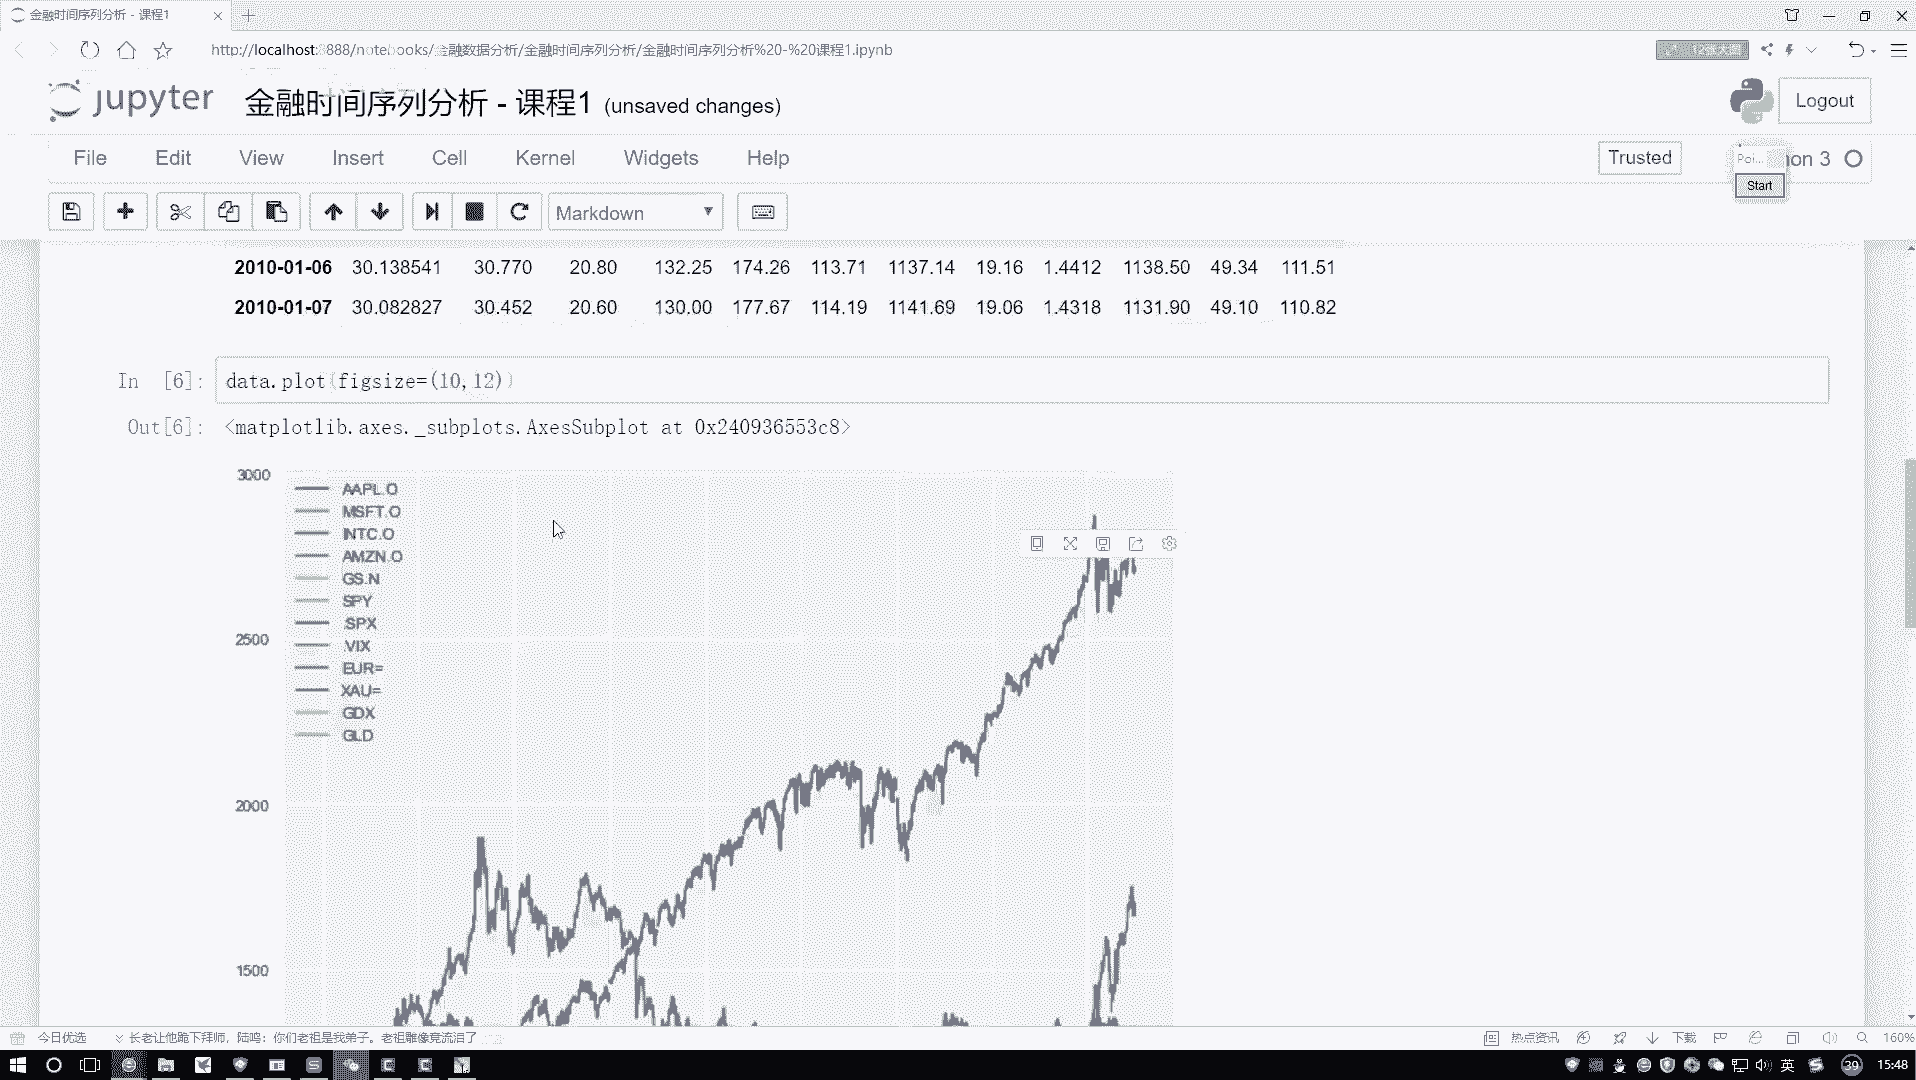 金融时间序列分析 - 课程1
http://localhost:8888/notebooks/金融数据分析/金融时间序列分析/金融时间序列分析%20-%20课程1.ipynb
12张大图
jupyter 金融时间序列分析 - 课程1 (unsaved changes)
Logout
File Edit View Insert Cell Kernel Widgets Help
Trusted
Poi... on 3
Start
Markdown
2010-01-06 30.138541 30.770 20.80 132.25 174.26 113.71 1137.14 19.16 1.4412 1138.50 49.34 111.51
2010-01-07 30.082827 30.452 20.60 130.00 177.67 114.19 1141.69 19.06 1.4318 1131.90 49.10 110.82
In [6]: data.plot(figsize=(10,12))
Out[6]: <matplotlib.axes._subplots.AxesSubplot at 0x240936553c8>
3000
AAPL.O
MSFT.O
INTC.O
AMZN.O
GS.N
SPY
.SPX
.VIX
EUR=
XAU=
GDX
GLD
2500
2000
1500
今日优选 长老让他跪下拜师，陆鸣：你们老祖是我弟子。老祖雕像竟流泪了
热点资讯 下载 160%
英 39 15:48